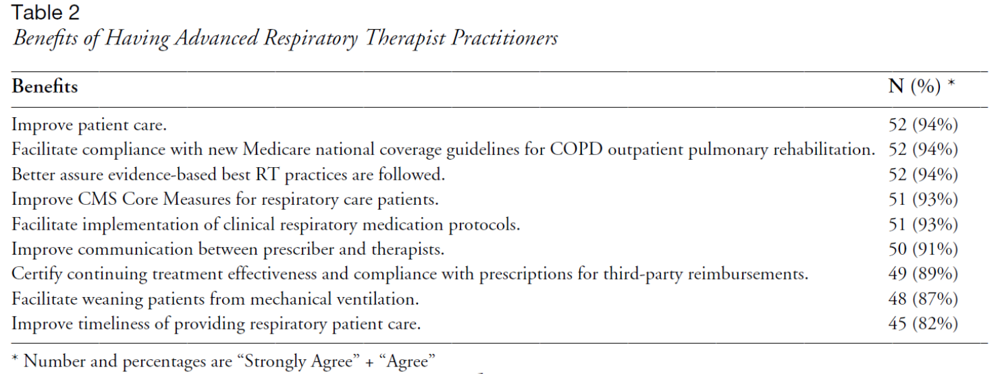 Table 2
Benefits of Having Advanced Respiratory Therapist Practitioners
Benefits N (%) *
Improve patient care. 52 (94%)
Facilitate compliance with new Medicare national coverage guidelines for COPD outpatient pulmonary rehabilitation. 52 (94%)
Better assure evidence-based best RT practices are followed. 52 (94%)
Improve CMS Core Measures for respiratory care patients. 51 (93%)
Facilitate implementation of clinical respiratory medication protocols. 51 (93%)
Improve communication between prescriber and therapists. 50 (91%)
Certify continuing treatment effectiveness and compliance with prescriptions for third-party reimbursements. 49 (89%)
Facilitate weaning patients from mechanical ventilation. 48 (87%)
Improve timeliness of providing respiratory patient care. 45 (82%)
* Number and percentages are “Strongly Agree” + “Agree”